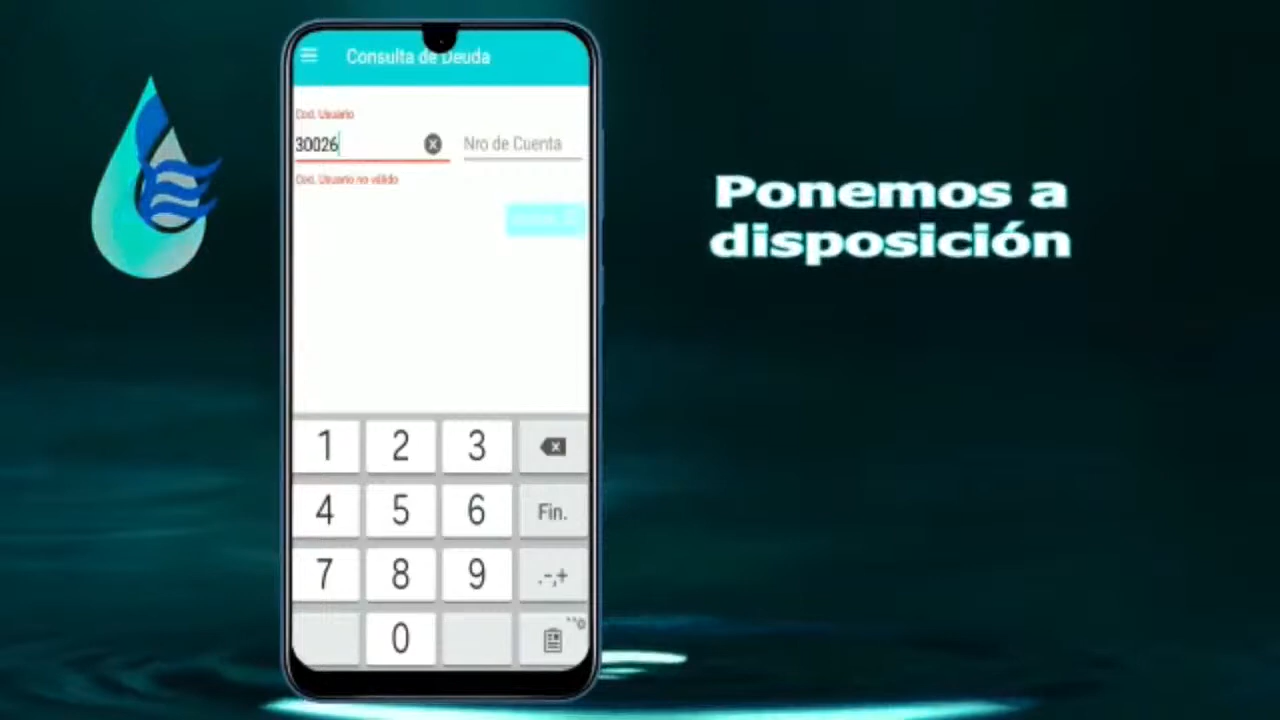 Consulta de Deuda
Cod. Usuario
30026
Nro de Cuenta
Cod. Usuario no válido
Ponemos a
disposición
1 2 3
4 5 6 Fin.
7 8 9 .-,+
0